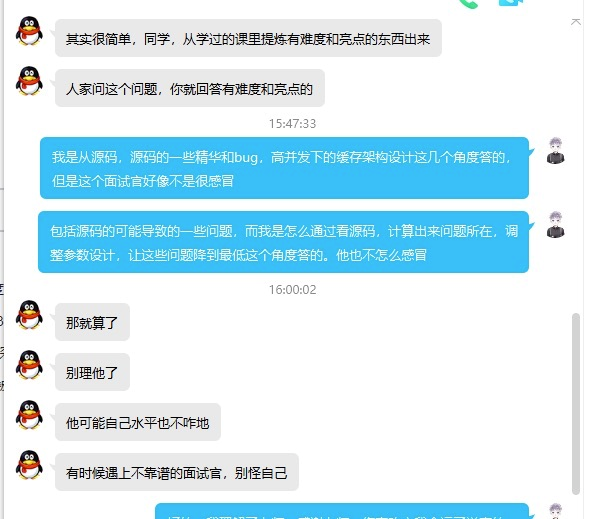 其实很简单，同学，从学过的课里提炼有难度和亮点的东西出来
人家问这个问题，你就回答有难度和亮点的
15:47:33
我是从源码，源码的一些精华和bug，高并发下的缓存架构设计这几个角度答的，
但是这个面试官好像不是很感冒
包括源码的可能导致的一些问题，而我是怎么通过看源码，计算出来问题所在，调
整参数设计，让这些问题降到最低这个角度答的。他也不怎么感冒
16:00:02
那就算了
别理他了
他可能自己水平也不咋地
有时候遇上不靠谱的面试官，别怪自己